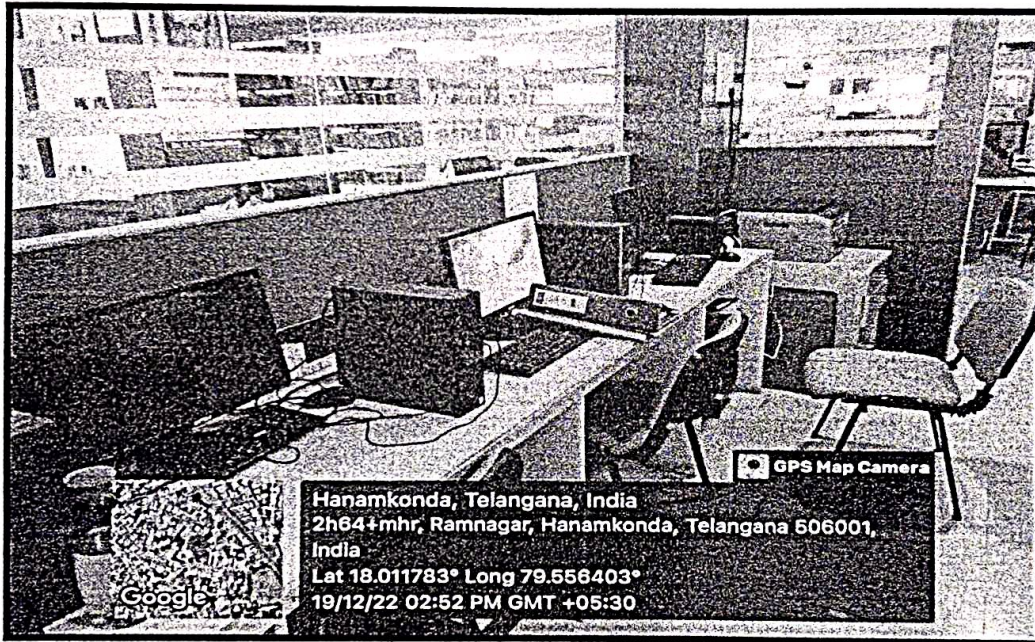 GPS Map Camera
Hanamkonda, Telangana, India
2h64+mhr, Ramnagar, Hanamkonda, Telangana 506001,
India
Lat 18.011783° Long 79.556403°
19/12/22 02:52 PM GMT +05:30
Google